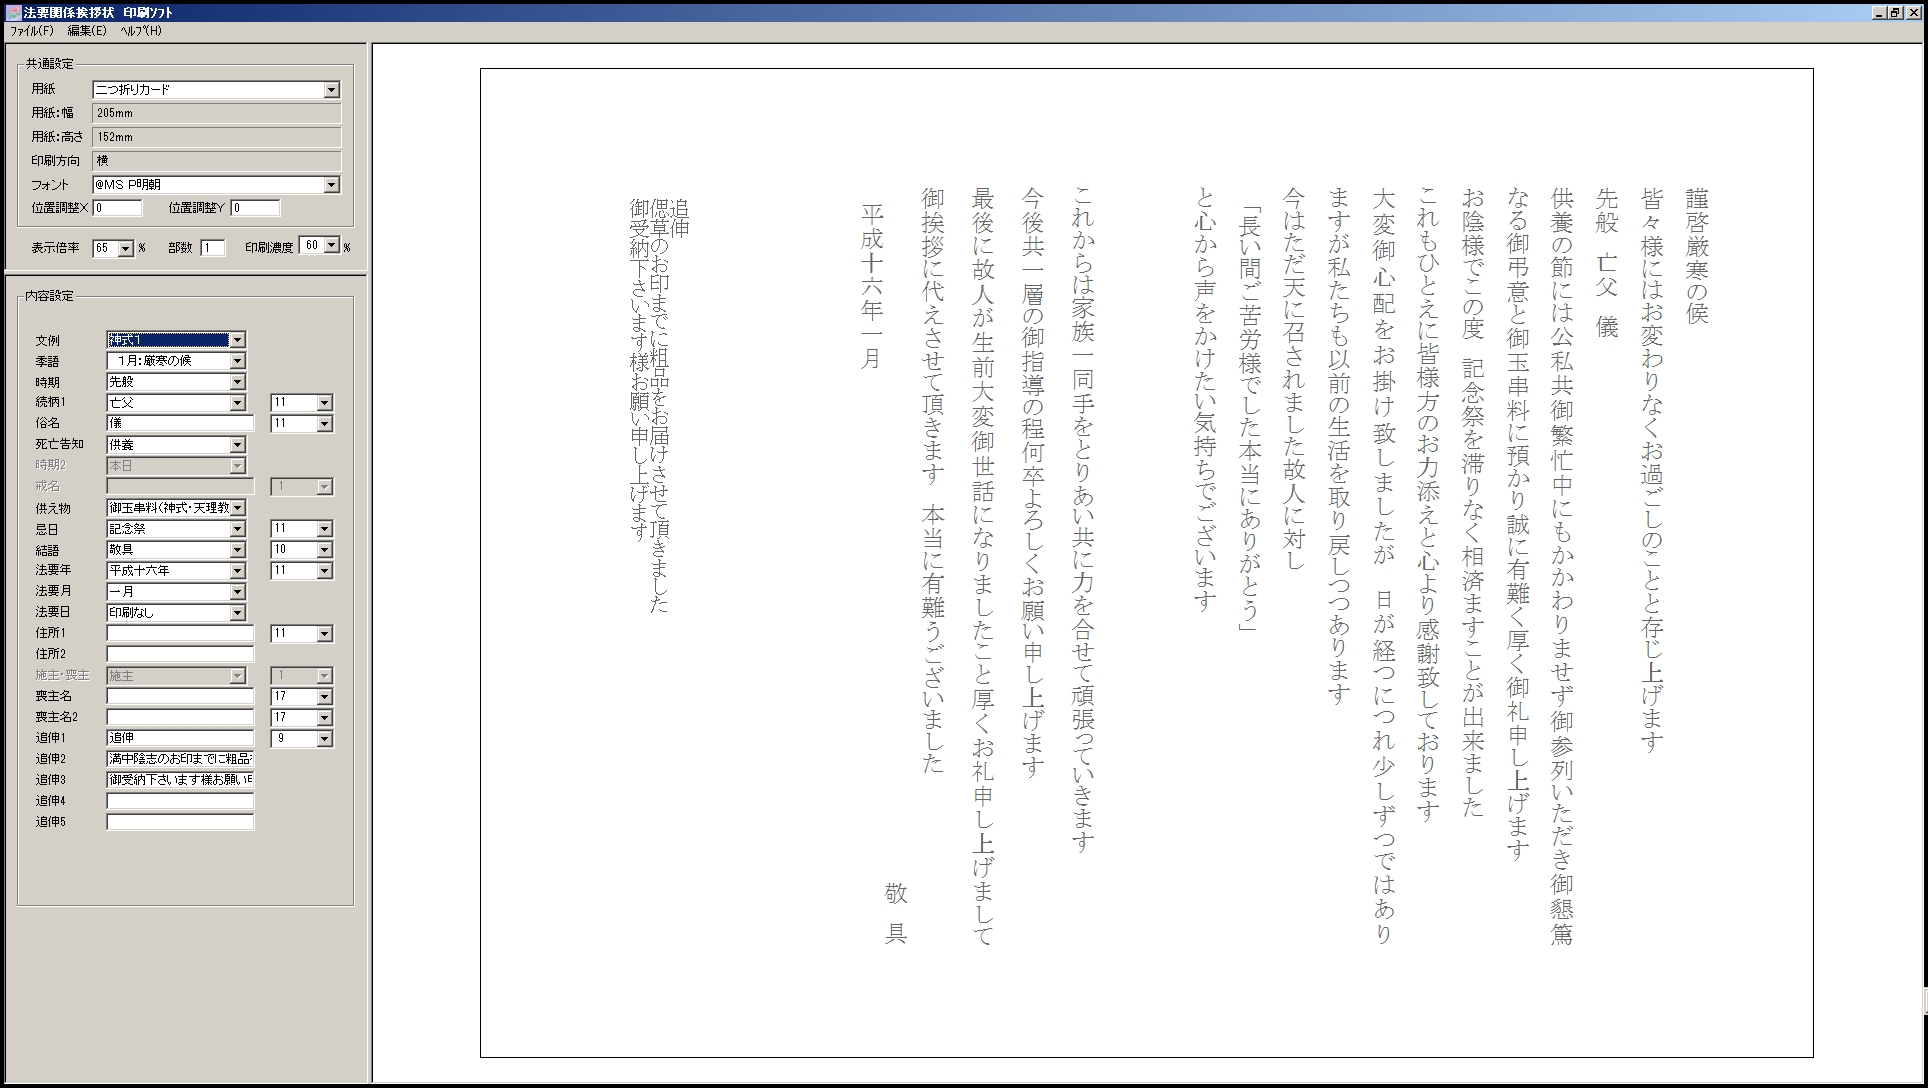 法要関係挨拶状 印刷ソフト
ファイル(F) 編集(E) ヘルプ(H)
共通設定
用紙 二つ折りカード
用紙:幅 205mm
用紙:高さ 152mm
印刷方向 横
フォント @MS P明朝
位置調整X 0 位置調整Y 0
表示倍率 65 % 部数 1 印刷濃度 60 %
内容設定
文例 神式1
季語 1月:厳寒の候
時期 先般
続柄1 亡父 11
俗名 儀 11
死亡告知 供養
時期2 本日
戒名 1
供え物 御玉串料(神式・天理教
忌日 記念祭 11
結語 敬具 10
法要年 平成十六年 11
法要月 一月
法要日 印刷なし
住所1 11
住所2
施主・喪主 施主 1
喪主名 17
喪主名2 17
追伸1 追伸 9
追伸2 満中陰志のお印までに粗品を
追伸3 御受納下さいます様お願い申
追伸4
追伸5
謹啓厳寒の候
皆々様にはお変わりなくお過ごしのことと存じ上げます
先般 亡父 儀
供養の節には公私共御繁忙中にもかかわりませず御参列いただき御懇篤
なる御弔意と御玉串料に預かり誠に有難く厚く御礼申し上げます
お陰様でこの度 記念祭を滞りなく相済ますことが出来ました
これもひとえに皆様方のお力添えと心より感謝致しております
大変御心配をお掛け致しましたが 日が経つにつれ少しずつではあり
ますが私たちも以前の生活を取り戻しつつあります
今はただ天に召されました故人に対し
「長い間ご苦労様でした本当にありがとう」
と心から声をかけたい気持ちでございます
これからは家族一同手をとりあい共に力を合せて頑張っていきます
今後共一層の御指導の程何卒よろしくお願い申し上げます
最後に故人が生前大変御世話になりましたこと厚くお礼申し上げまして
御挨拶に代えさせて頂きます 本当に有難うございました
敬具
平成十六年一月
追伸
偲草のお印までに粗品をお届けさせて頂きました
御受納下さいます様お願い申し上げます